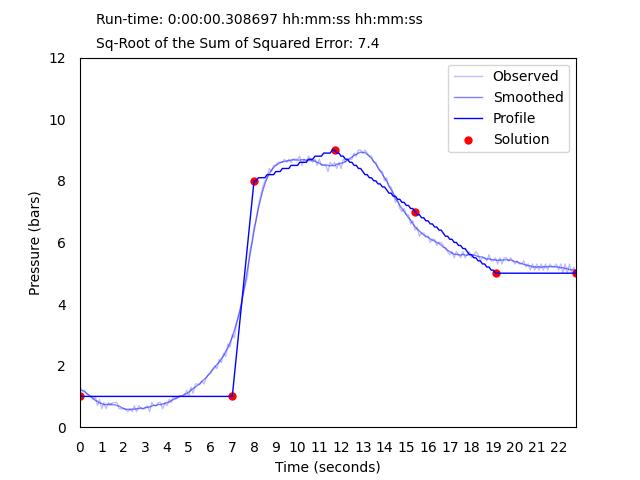 Run-time: 0:00:00.308697 hh:mm:ss hh:mm:ss
Sq-Root of the Sum of Squared Error: 7.4
12
10
8
6
4
2
0
Pressure (bars)
Observed
Smoothed
Profile
Solution
0 1 2 3 4 5 6 7 8 9 10 11 12 13 14 15 16 17 18 19 20 21 22
Time (seconds)